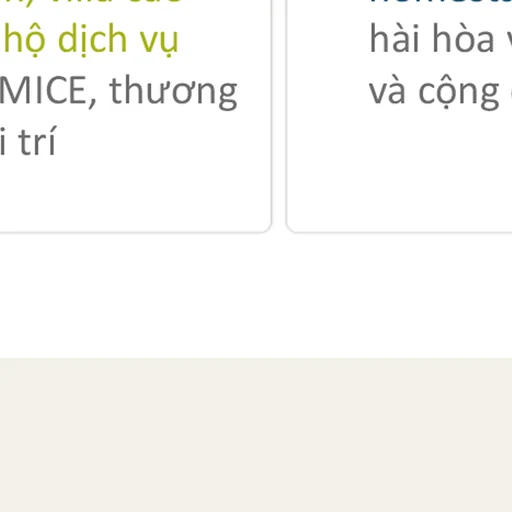 hộ dịch vụ
MICE, thương
i trí
hài hòa
và cộng